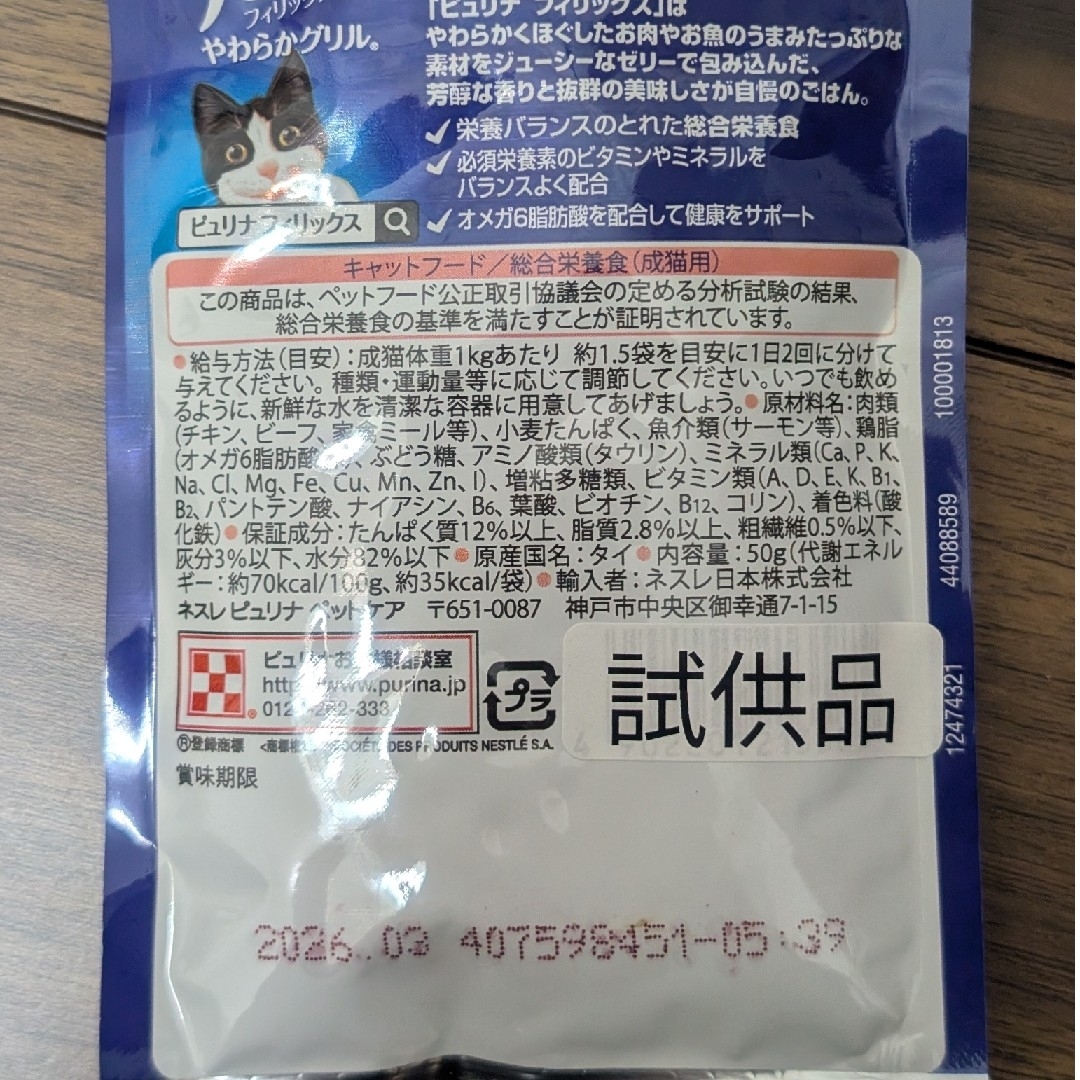 フィリックス
やわらかグリル®
「ピュリナ フィリックス」は
やわらかくほぐしたお肉やお魚のうまみたっぷりな
素材をジューシーなゼリーで包み込んだ、
芳醇な香りと抜群の美味しさが自慢のごはん。
✓ 栄養バランスのとれた総合栄養食
✓ 必須栄養素のビタミンやミネラルを
バランスよく配合
✓ オメガ6脂肪酸を配合して健康をサポート
ピュリナ フィリックス
キャットフード／総合栄養食(成猫用)
この商品は、ペットフード公正取引協議会の定める分析試験の結果、
総合栄養食の基準を満たすことが証明されています。
●給与方法(目安)：成猫体重1kgあたり 約1.5袋を目安に1日2回に分けて
与えてください。種類・運動量等に応じて調節してください。いつでも飲め
るように、新鮮な水を清潔な容器に用意してあげましょう。●原材料名：肉類
(チキン、ビーフ、家禽ミール等)、小麦たんぱく、魚介類(サーモン等)、鶏脂
(オメガ6脂肪酸 、ぶどう糖、アミノ酸類(タウリン)、ミネラル類(Ca、P、K、
Na、Cl、Mg、Fe、Cu、Mn、Zn、I)、増粘多糖類、ビタミン類(A、D、E、K、B1、
B2、パントテン酸、ナイアシン、B6、葉酸、ビオチン、B12、コリン)、着色料(酸
化鉄)●保証成分：たんぱく質12%以上、脂質2.8%以上、粗繊維0.5%以下、
灰分3%以下、水分82%以下●原産国名：タイ●内容量：50g(代謝エネル
ギー：約70kcal/100g、約35kcal/袋)●輸入者：ネスレ日本株式会社
ネスレ ピュリナ ペットケア 〒651-0087 神戸市中央区御幸通7-1-15
ピュリナお客様相談室
http://www.purina.jp
0120-262-333
プラ
試供品
®登録商標 SOCIÉTÉ DES PRODUITS NESTLÉ S.A.
賞味期限
2026.03 407598451-05:39
100001813
44088589
12474321